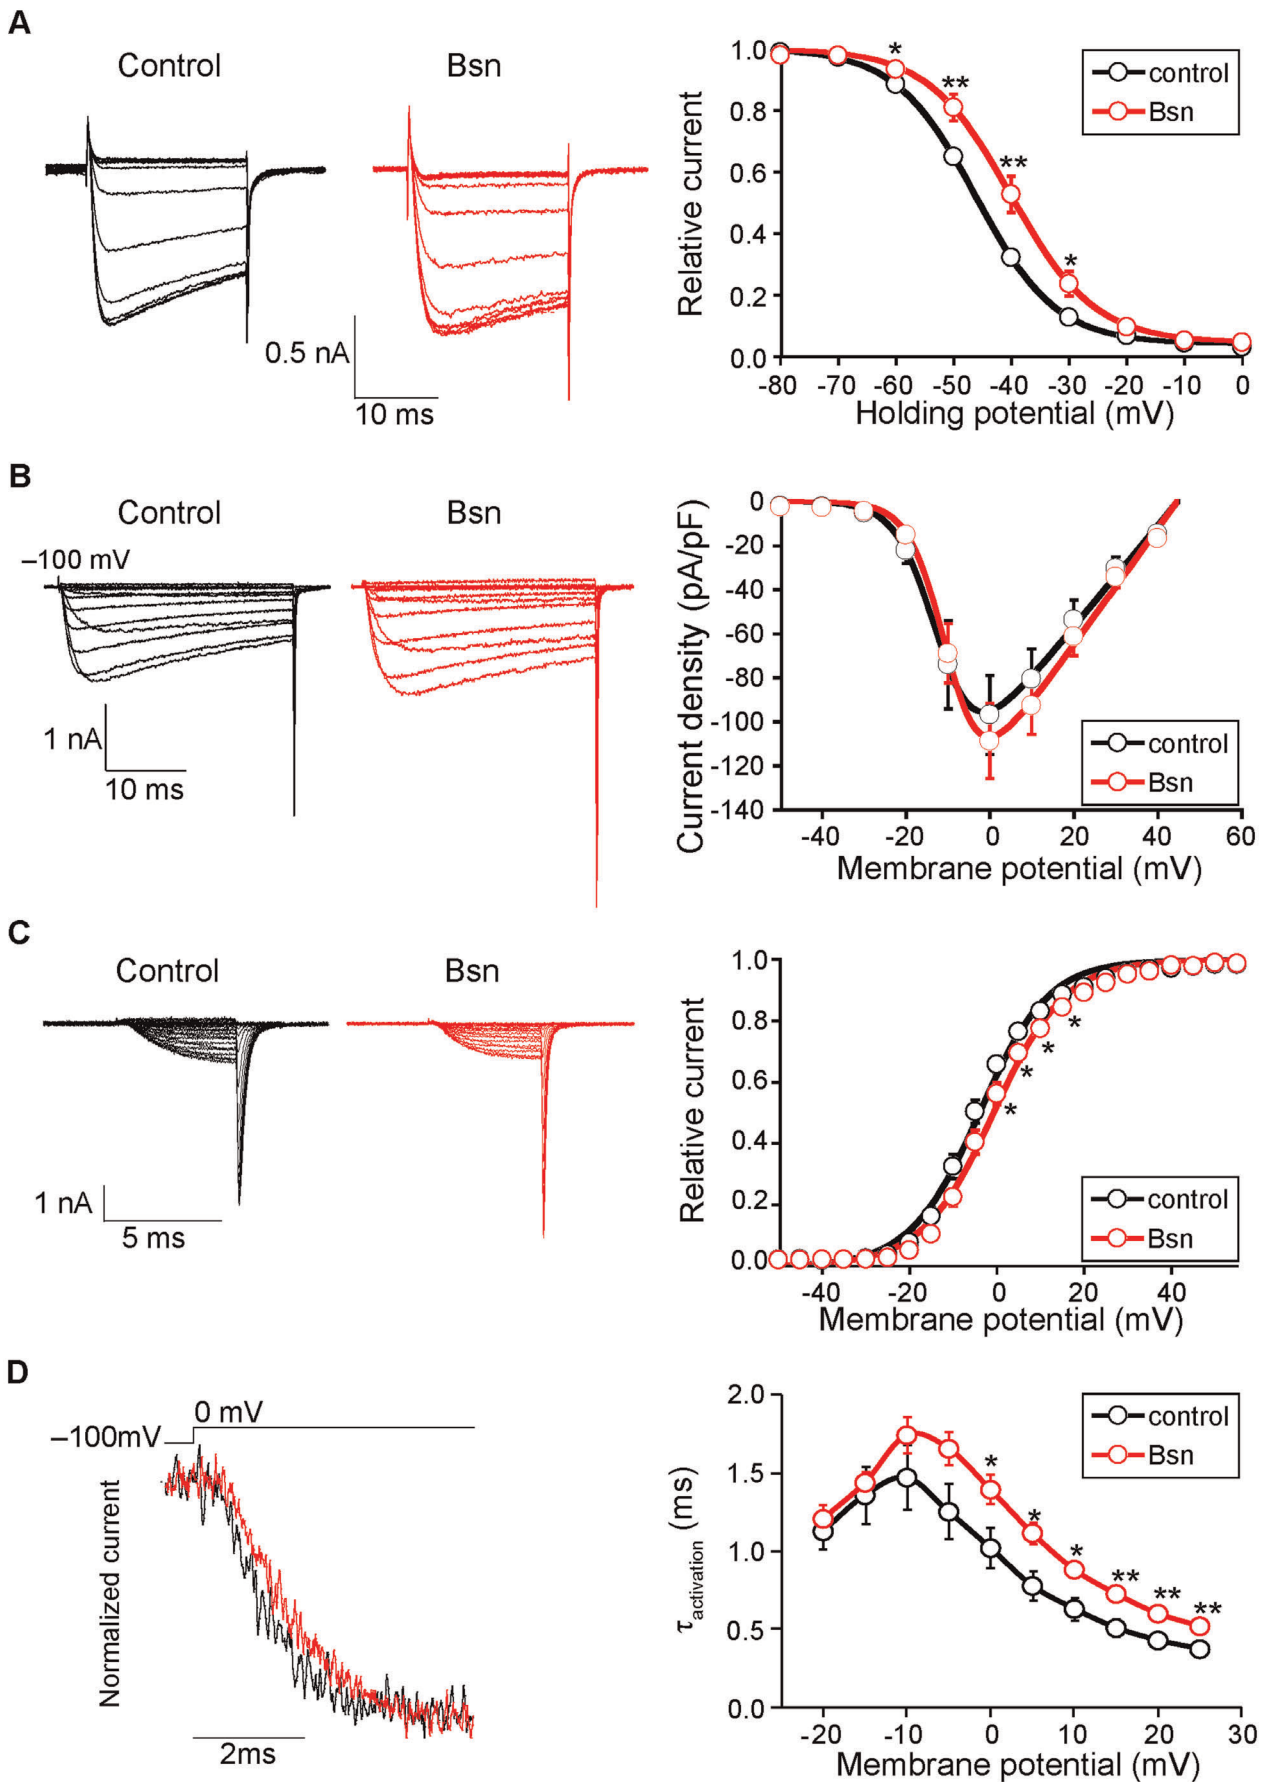 A
Control
Bsn
0.5 nA
10 ms
Relative current
1.0
0.8
0.6
0.4
0.2
0.0
*
**
**
*
control
Bsn
-80 -70 -60 -50 -40 -30 -20 -10 0
Holding potential (mV)
B
Control
Bsn
–100 mV
1 nA
10 ms
Current density (pA/pF)
0
-20
-40
-60
-80
-100
-120
-140
control
Bsn
-40 -20 0 20 40 60
Membrane potential (mV)
C
Control
Bsn
1 nA
5 ms
Relative current
1.0
0.8
0.6
0.4
0.2
0.0
*
*
*
*
control
Bsn
-40 -20 0 20 40
Membrane potential (mV)
D
0 mV
–100mV
Normalized current
2ms
τactivation (ms)
2.0
1.5
1.0
0.5
0.0
*
*
*
**
**
**
control
Bsn
-20 -10 0 10 20 30
Membrane potential (mV)